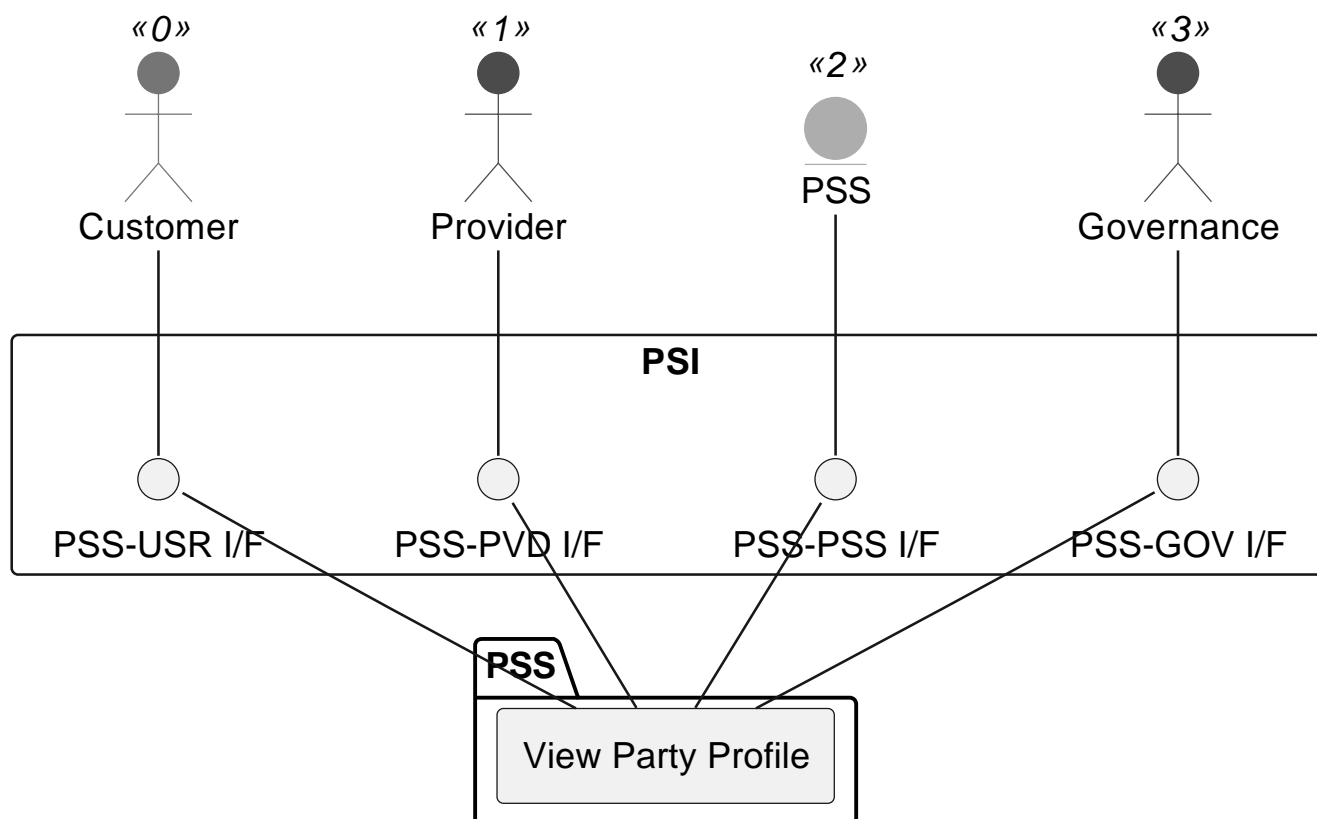 «0»
«1»
«2»
«3»
Customer
Provider
PSS
Governance
PSI
PSS-USR I/F
PSS-PVD I/F
PSS-PSS I/F
PSS-GOV I/F
PSS
View Party Profile